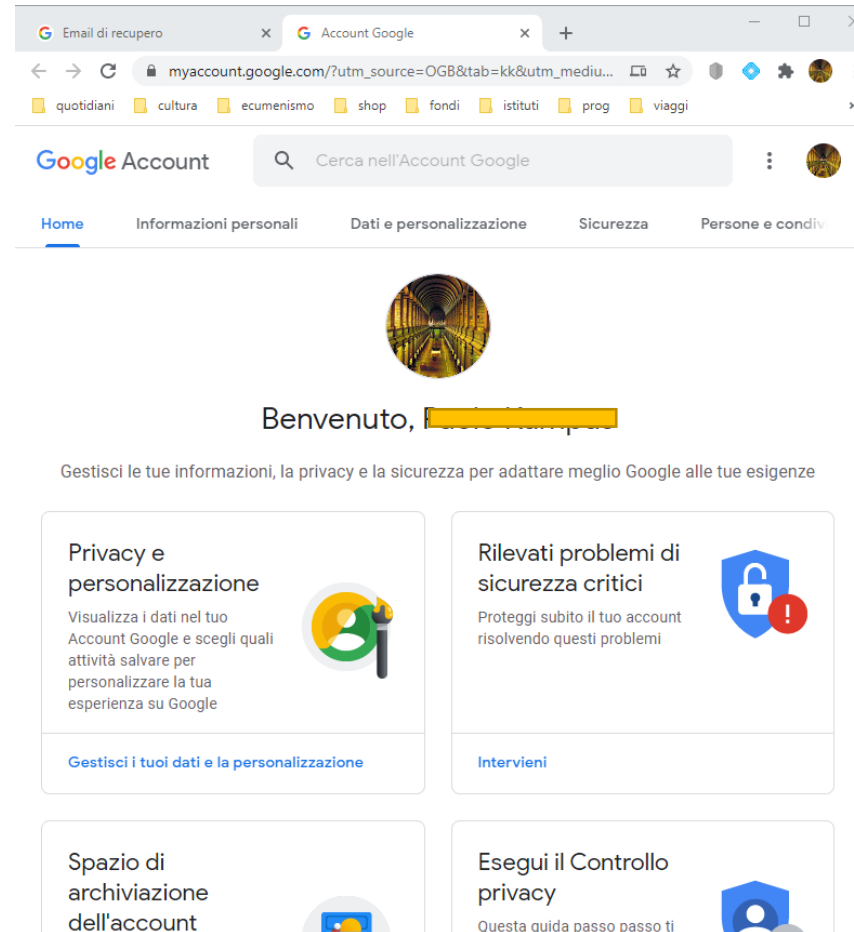 Email di recupero
Account Google
myaccount.google.com/?utm_source=OGB&tab=kk&utm_mediu...
quotidiani cultura ecumenismo shop fondi istituti prog viaggi
Google Account
Cerca nell'Account Google
Home Informazioni personali Dati e personalizzazione Sicurezza Persone e condiv
Benvenuto,
Gestisci le tue informazioni, la privacy e la sicurezza per adattare meglio Google alle tue esigenze
Privacy e
personalizzazione
Visualizza i dati nel tuo
Account Google e scegli quali
attività salvare per
personalizzare la tua
esperienza su Google
Gestisci i tuoi dati e la personalizzazione
Rilevati problemi di
sicurezza critici
Proteggi subito il tuo account
risolvendo questi problemi
Intervieni
Spazio di
archiviazione
dell'account
Esegui il Controllo
privacy
Questa guida passo passo ti